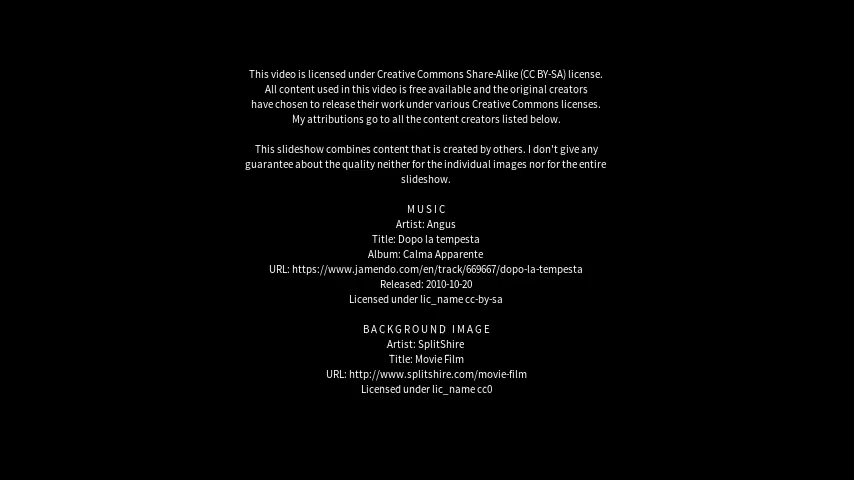 This video is licensed under Creative Commons Share-Alike (CC BY-SA) license.
All content used in this video is free available and the original creators
have chosen to release their work under various Creative Commons licenses.
My attributions go to all the content creators listed below.
This slideshow combines content that is created by others. I don't give any
guarantee about the quality neither for the individual images nor for the entire
slideshow.
MUSIC
Artist: Angus
Title: Dopo la tempesta
Album: Calma Apparente
URL: https://www.jamendo.com/en/track/669667/dopo-la-tempesta
Released: 2010-10-20
Licensed under lic_name cc-by-sa
BACKGROUND IMAGE
Artist: SplitShire
Title: Movie Film
URL: http://www.splitshire.com/movie-film
Licensed under lic_name cc0